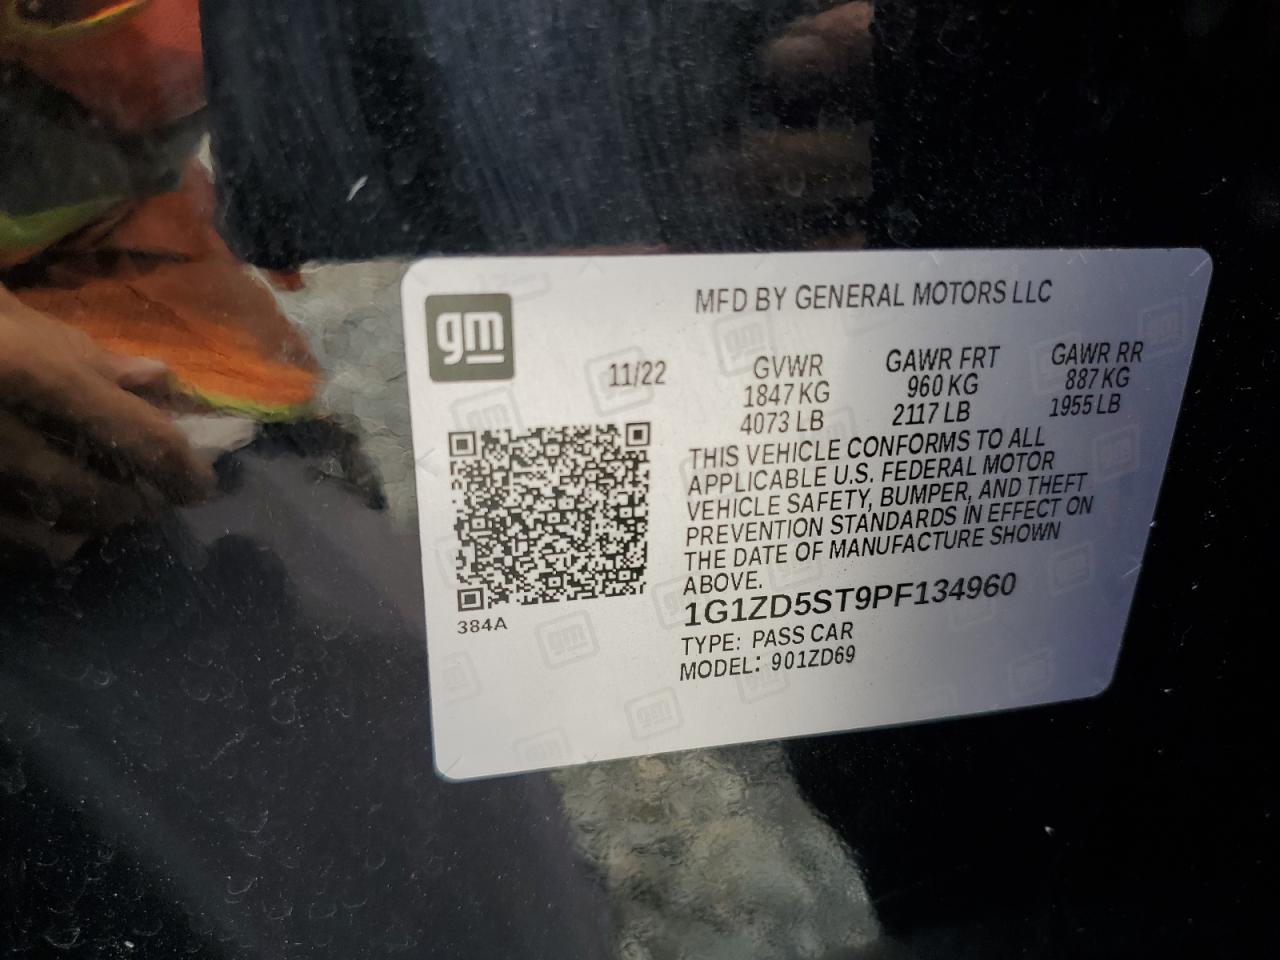 gm
MFD BY GENERAL MOTORS LLC
11/22
GVWR GAWR FRT GAWR RR
1847 KG 960 KG 887 KG
4073 LB 2117 LB 1955 LB
THIS VEHICLE CONFORMS TO ALL
APPLICABLE U.S. FEDERAL MOTOR
VEHICLE SAFETY, BUMPER, AND THEFT
PREVENTION STANDARDS IN EFFECT ON
THE DATE OF MANUFACTURE SHOWN
ABOVE.
1G1ZD5ST9PF134960
TYPE: PASS CAR
MODEL: 901ZD69
384A